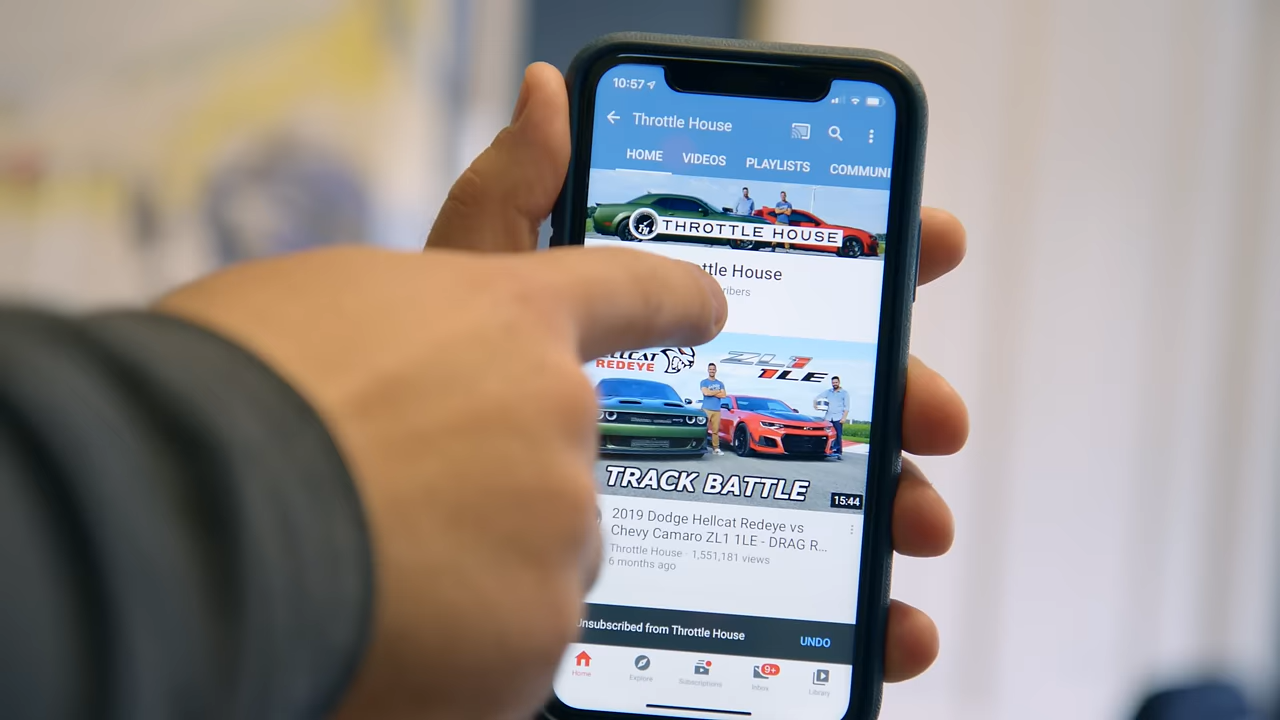 10:57
Throttle House
HOME VIDEOS PLAYLISTS COMMUNI
THROTTLE HOUSE
ttle House
ribers
LLCAT
REDEYE
ZL1
1LE
TRACK BATTLE
15:44
2019 Dodge Hellcat Redeye vs
Chevy Camaro ZL1 1LE - DRAG R...
Throttle House · 1,551,181 views
6 months ago
Unsubscribed from Throttle House UNDO
9+
Home Explore Subscriptions Inbox Library